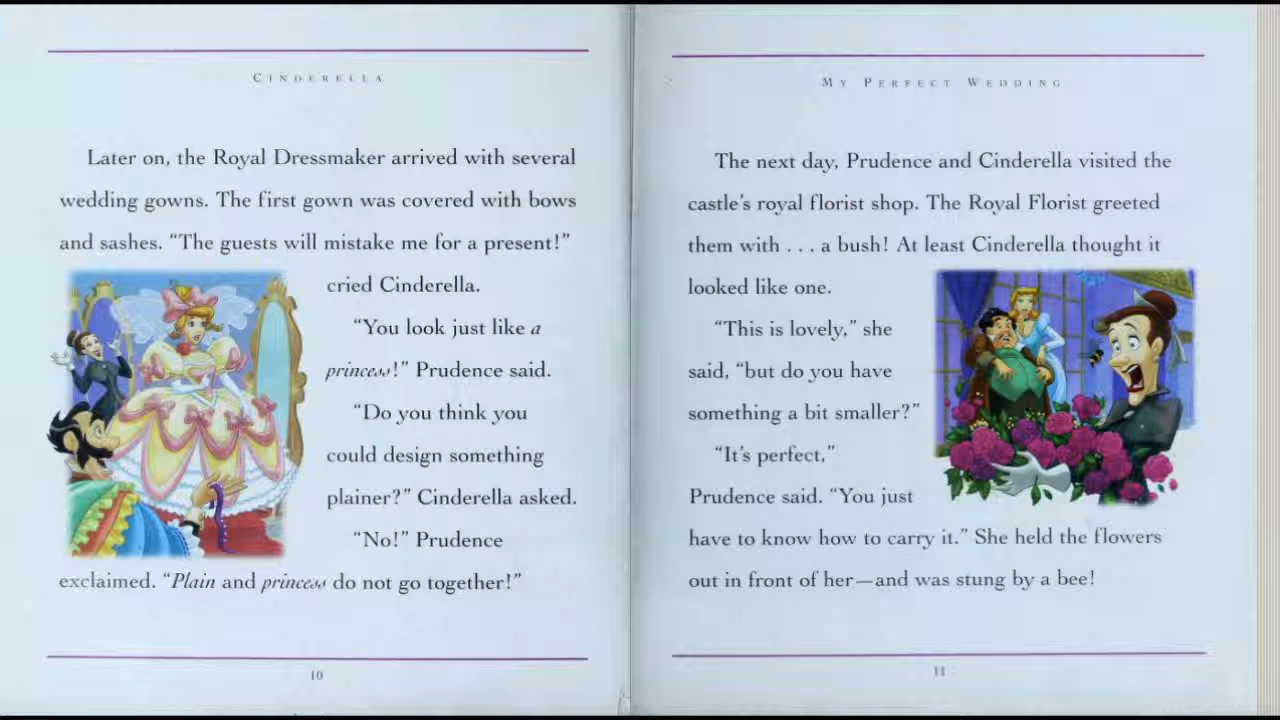 CINDERELLA
Later on, the Royal Dressmaker arrived with several
wedding gowns. The first gown was covered with bows
and sashes. “The guests will mistake me for a present!”
cried Cinderella.
“You look just like a
princess!” Prudence said.
“Do you think you
could design something
plainer?” Cinderella asked.
“No!” Prudence
exclaimed. “Plain and princess do not go together!”
10
MY PERFECT WEDDING
The next day, Prudence and Cinderella visited the
castle’s royal florist shop. The Royal Florist greeted
them with . . . a bush! At least Cinderella thought it
looked like one.
“This is lovely,” she
said, “but do you have
something a bit smaller?”
“It’s perfect,”
Prudence said. “You just
have to know how to carry it.” She held the flowers
out in front of her—and was stung by a bee!
11